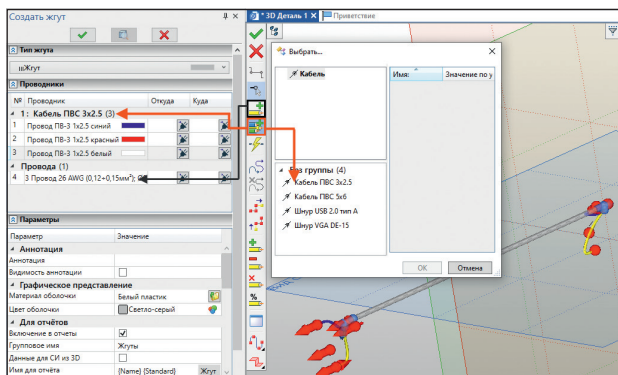 Создать жгут
* 3D Деталь 1 X Приветствие
Тип жгута
шЖгут
Проводники
№ Проводник Откуда Куда
1: Кабель ПВС 3x2.5 (3)
1 Провод ПВ-3 1x2.5 синий
2 Провод ПВ-3 1x2.5 красный
3 Провод ПВ-3 1x2.5 белый
Провода (1)
4 3 Провод 26 AWG (0,12+0,15мм²);
Параметры
Параметр Значение
Аннотация
Аннотация
Видимость аннотации
Графическое представление
Материал оболочки Белый пластик
Цвет оболочки Светло-серый
Для отчётов
Включение в отчеты
Групповое имя Жгуты
Данные для СИ из 3D
Имя для отчёта {Name} {Standard} Жгут
Выбрать...
Кабель
Имя: Значение по у
Без группы (4)
Кабель ПВС 3x2.5
Кабель ПВС 5x6
Шнур USB 2.0 тип A
Шнур VGA DE-15
OK Отмена
%